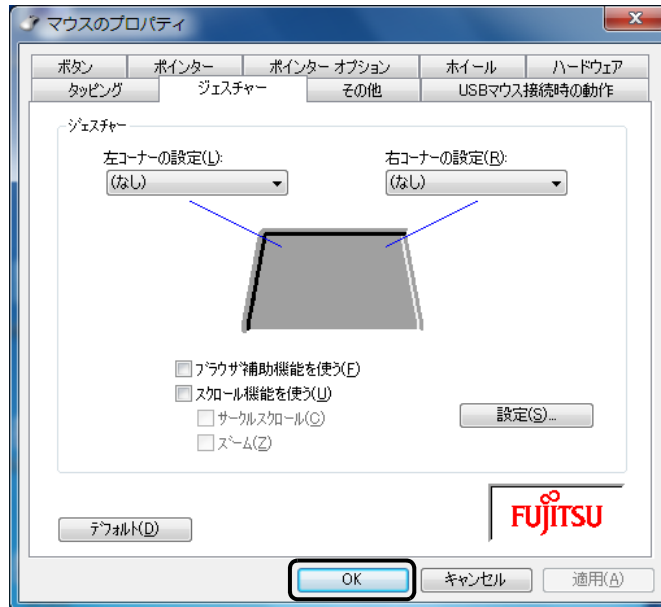 マウスのプロパティ
ボタン ポインター ポインター オプション ホイール ハードウェア
タッピング ジェスチャー その他 USBマウス接続時の動作
ジェスチャー
左コーナーの設定(L): 右コーナーの設定(R):
(なし) (なし)
ブラウザ補助機能を使う(F)
スクロール機能を使う(U)
サークルスクロール(C) 設定(S)...
ズーム(Z)
FUJITSU
デフォルト(D)
OK キャンセル 適用(A)